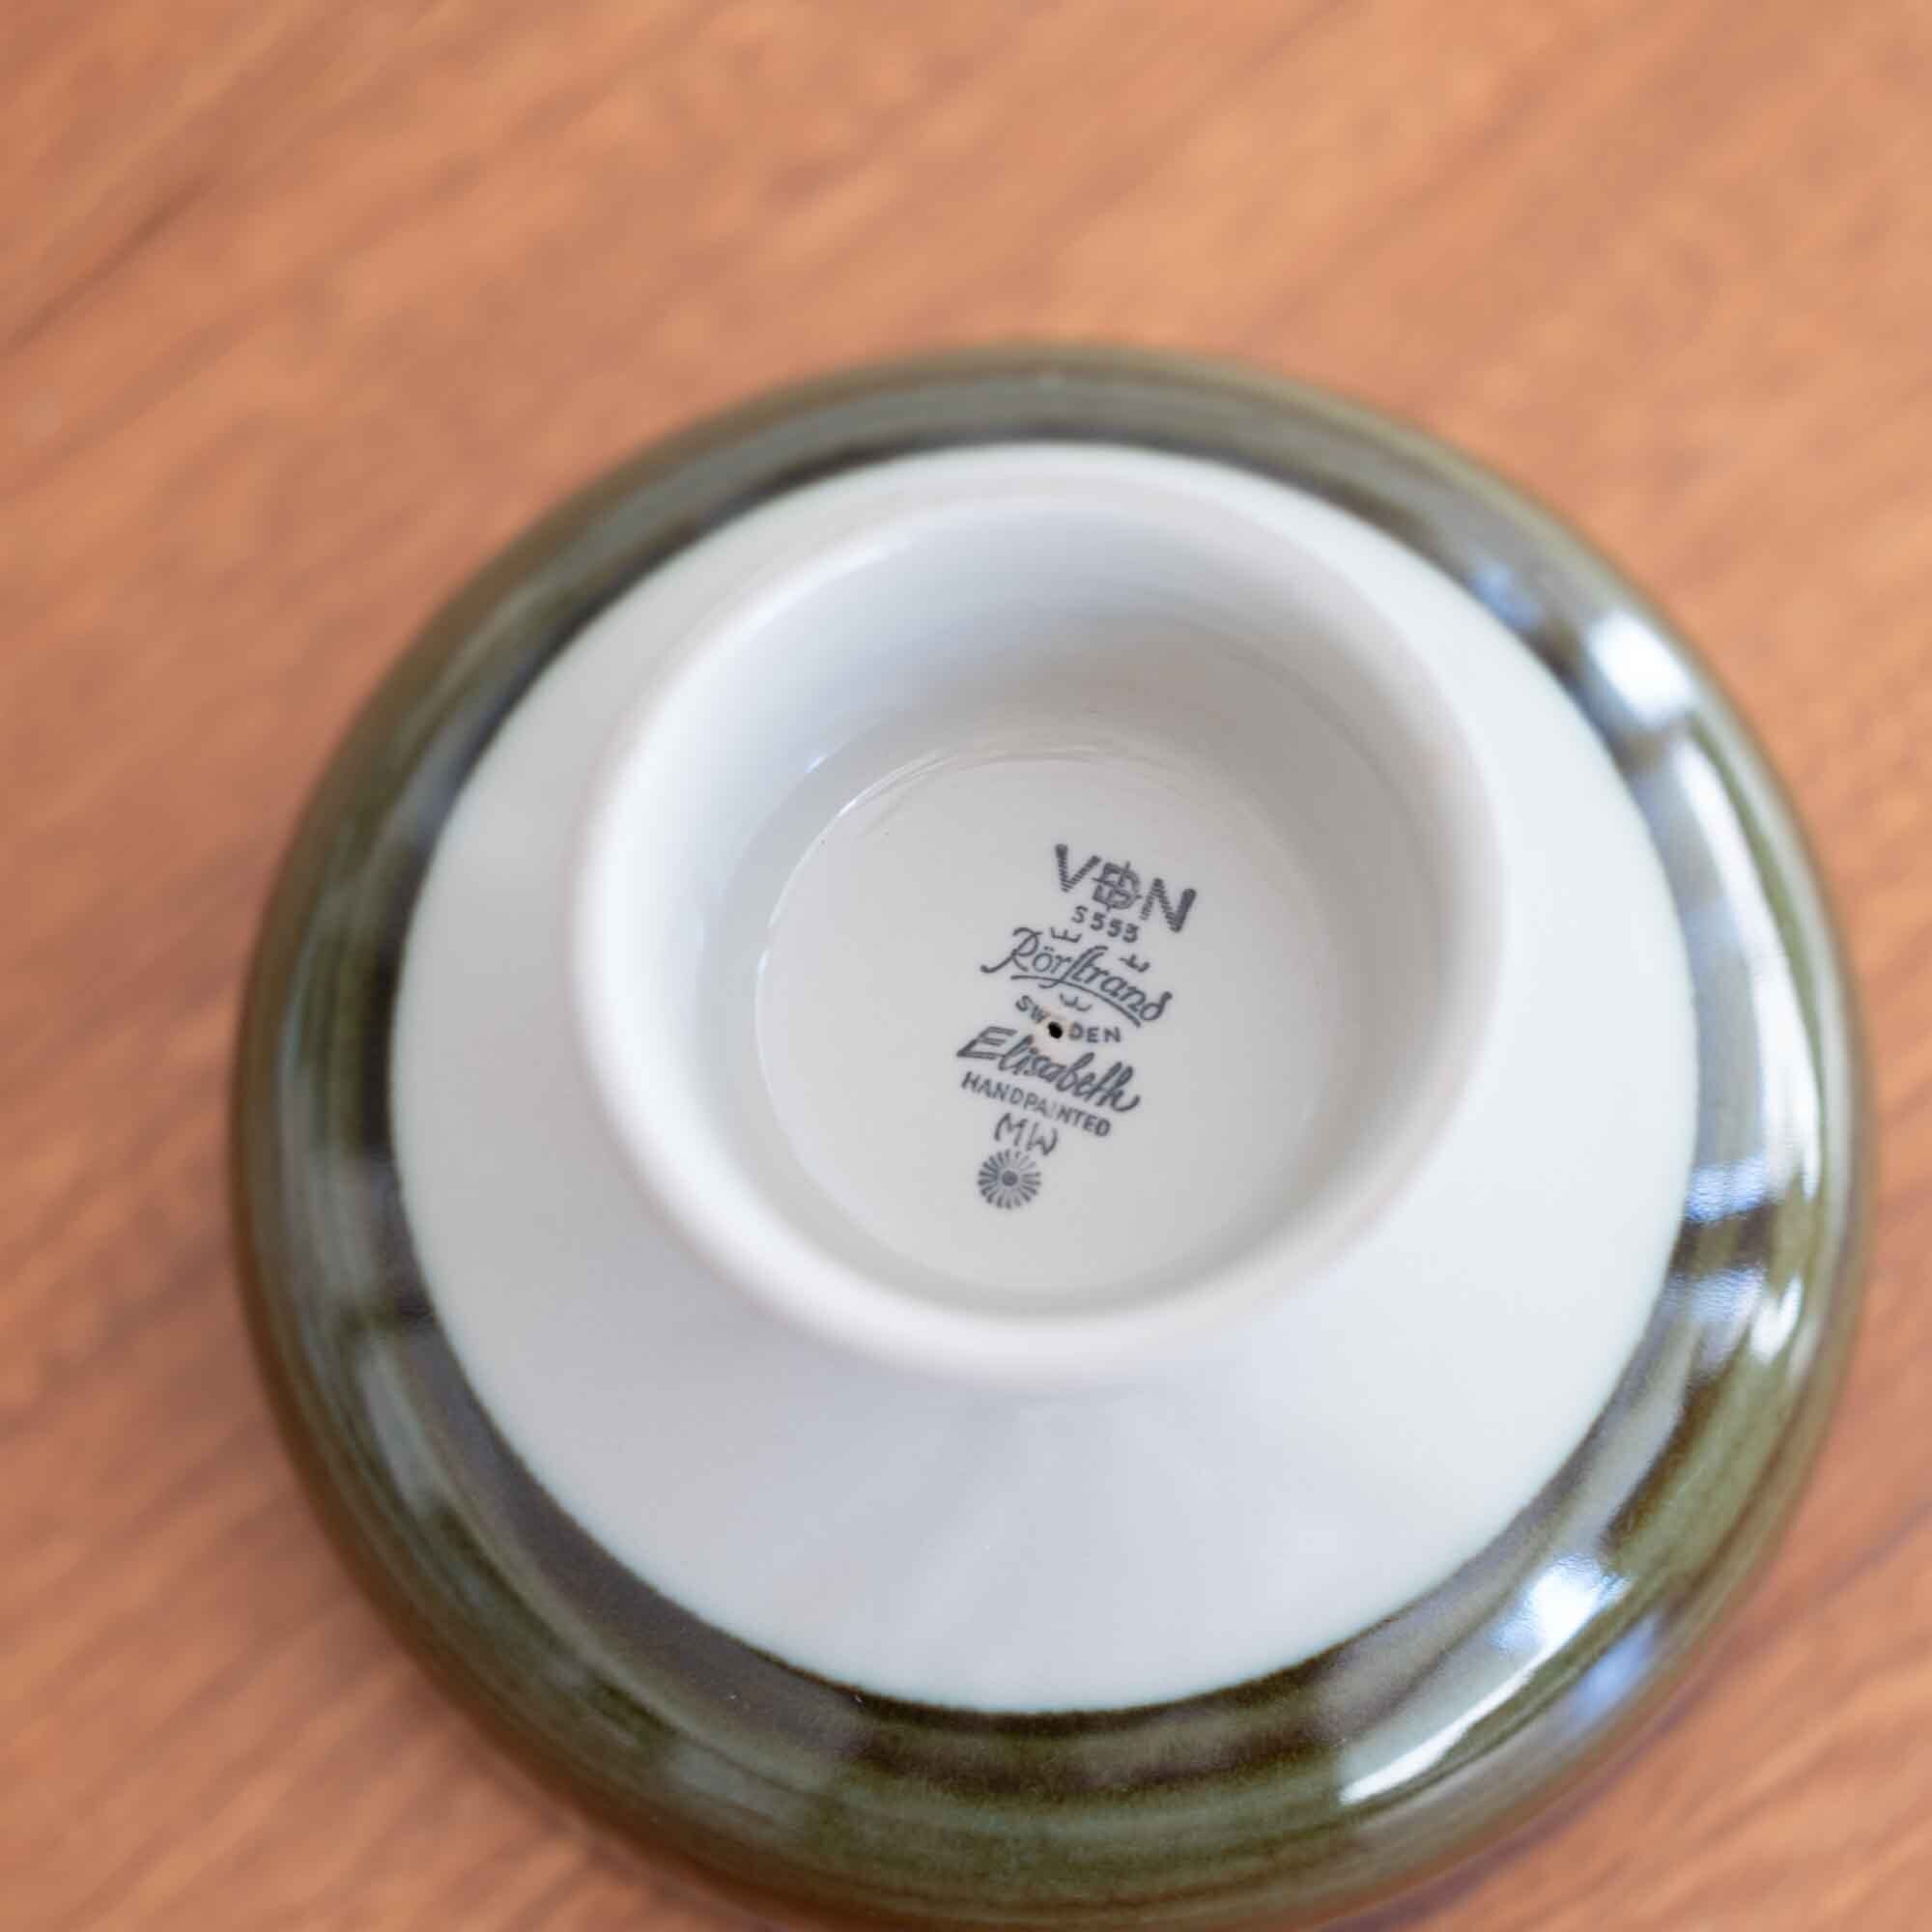 VDN
S555
Rörstrand
SWEDEN
Elisabeth
HANDPAINTED
MW